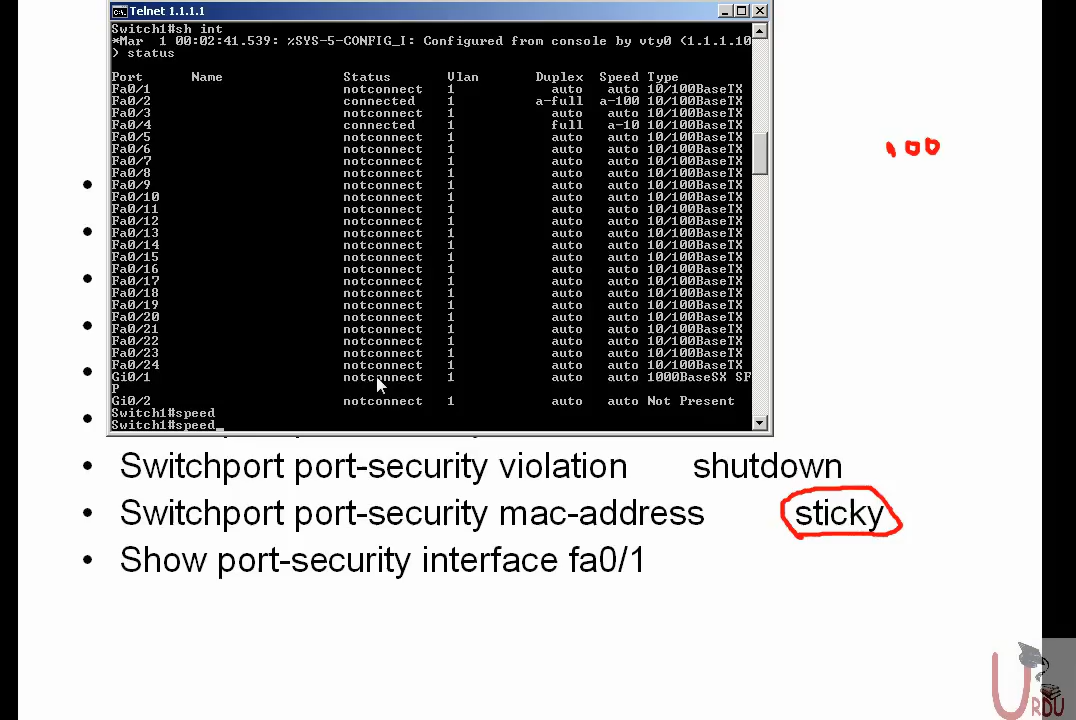 Telnet 1.1.1.1
Switch1#sh int
*Mar 1 00:02:41.539: %SYS-5-CONFIG_I: Configured from console by vty0 (1.1.1.10
) status
Port Name Status Vlan Duplex Speed Type
Fa0/1 notconnect 1 auto auto 10/100BaseTX
Fa0/2 connected 1 a-full a-100 10/100BaseTX
Fa0/3 notconnect 1 auto auto 10/100BaseTX
Fa0/4 connected 1 full a-10 10/100BaseTX
Fa0/5 notconnect 1 auto auto 10/100BaseTX
Fa0/6 notconnect 1 auto auto 10/100BaseTX
Fa0/7 notconnect 1 auto auto 10/100BaseTX
Fa0/8 notconnect 1 auto auto 10/100BaseTX
Fa0/9 notconnect 1 auto auto 10/100BaseTX
Fa0/10 notconnect 1 auto auto 10/100BaseTX
Fa0/11 notconnect 1 auto auto 10/100BaseTX
Fa0/12 notconnect 1 auto auto 10/100BaseTX
Fa0/13 notconnect 1 auto auto 10/100BaseTX
Fa0/14 notconnect 1 auto auto 10/100BaseTX
Fa0/15 notconnect 1 auto auto 10/100BaseTX
Fa0/16 notconnect 1 auto auto 10/100BaseTX
Fa0/17 notconnect 1 auto auto 10/100BaseTX
Fa0/18 notconnect 1 auto auto 10/100BaseTX
Fa0/19 notconnect 1 auto auto 10/100BaseTX
Fa0/20 notconnect 1 auto auto 10/100BaseTX
Fa0/21 notconnect 1 auto auto 10/100BaseTX
Fa0/22 notconnect 1 auto auto 10/100BaseTX
Fa0/23 notconnect 1 auto auto 10/100BaseTX
Fa0/24 notconnect 1 auto auto 10/100BaseTX
Gi0/1 notconnect 1 auto auto 1000BaseSX SF
P
Gi0/2 notconnect 1 auto auto Not Present
Switch1#speed
Switch1#speed_
100
• Switchport port-security violation shutdown
• Switchport port-security mac-address sticky
• Show port-security interface fa0/1
URDU